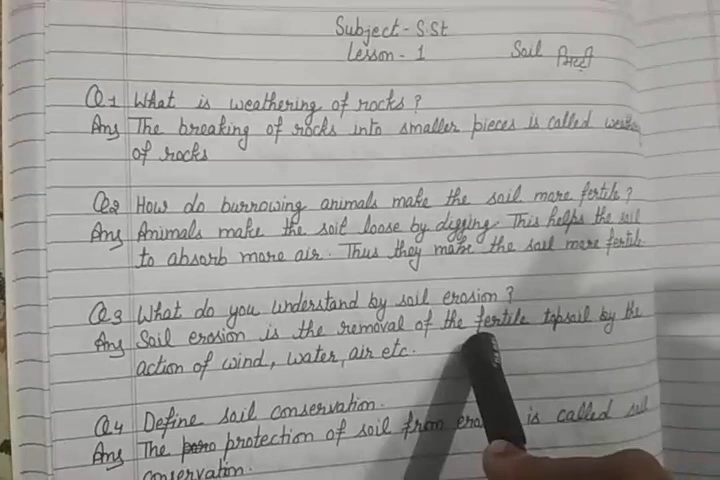 Subject - S.St
Lesson - 1 Soil मिट्टी
Q1 What is weathering of rocks?
Ans The breaking of rocks into smaller pieces is called
of rocks
Q2 How do burrowing animals make the soil more fertile?
Ans Animals make the soil loose by digging. This helps the soil
to absorb more air. Thus they make the soil more fertile
Q3 What do you understand by soil erosion?
Ans Soil erosion is the removal of the fertile topsoil by the
action of wind, water, air etc.
Q4 Define soil conservation.
Ans The protection of soil from is called soil
conservation.